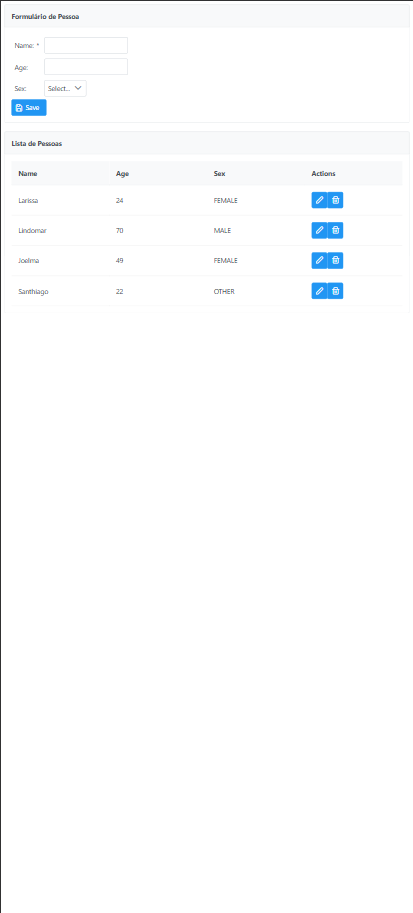 Formulário de Pessoa
Name: *
Age:
Sex: Select...
Save
Lista de Pessoas
Name Age Sex Actions
Larissa 24 FEMALE
Lindomar 70 MALE
Joelma 49 FEMALE
Santhiago 22 OTHER